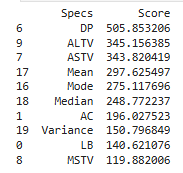 Specs Score
6 DP 505.853206
9 ALTV 345.156385
7 ASTV 343.820419
17 Mean 297.625497
16 Mode 275.117696
18 Median 248.772237
1 AC 196.027523
19 Variance 150.796849
0 LB 140.621076
8 MSTV 119.882006